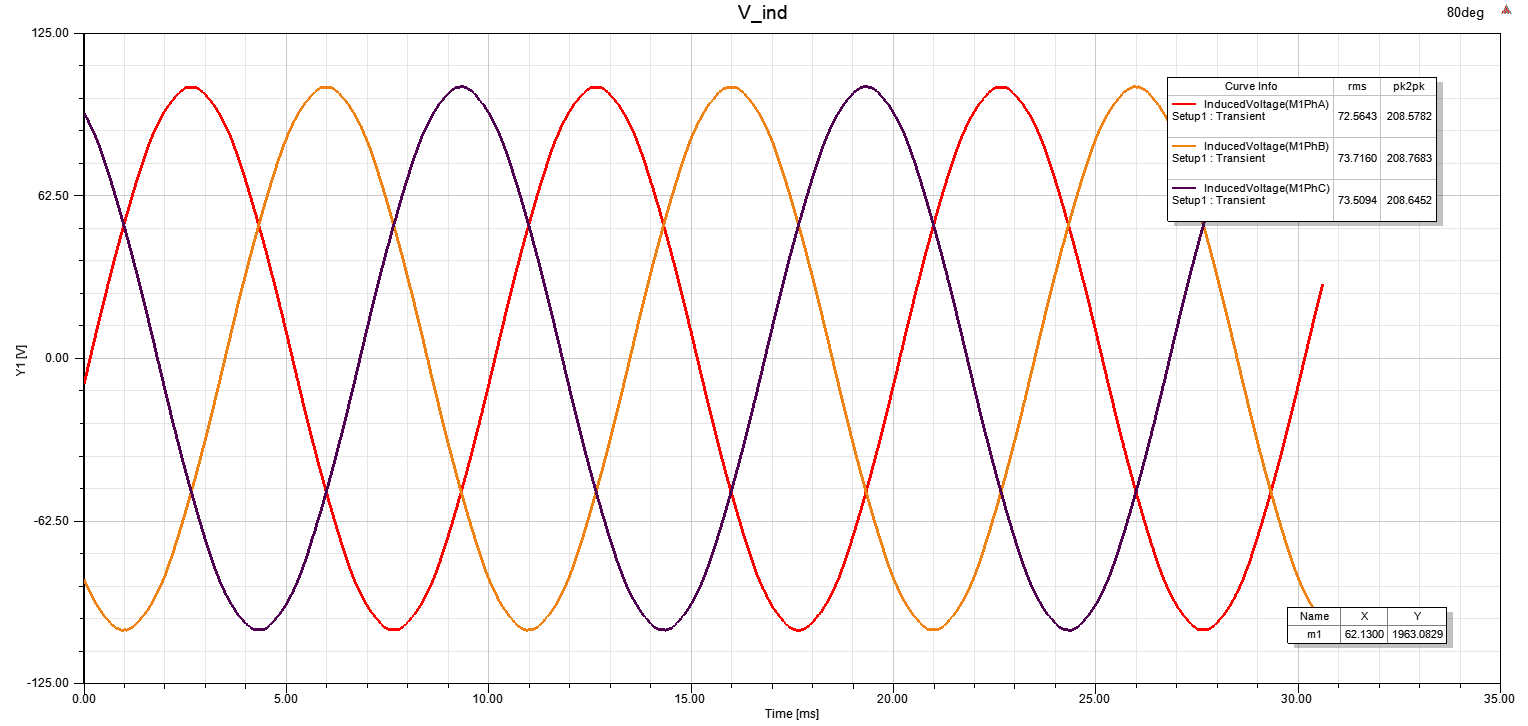 V_ind
80deg
125.00
62.50
0.00
-62.50
-125.00
Y1 [V]
Curve Info rms pk2pk
InducedVoltage(M1PhA)
Setup1 : Transient 72.5643 208.5782
InducedVoltage(M1PhB)
Setup1 : Transient 73.7160 208.7683
InducedVoltage(M1PhC)
Setup1 : Transient 73.5094 208.6452
Name X Y
m1 62.1300 1963.0829
0.00 5.00 10.00 15.00 20.00 25.00 30.00 35.00
Time [ms]